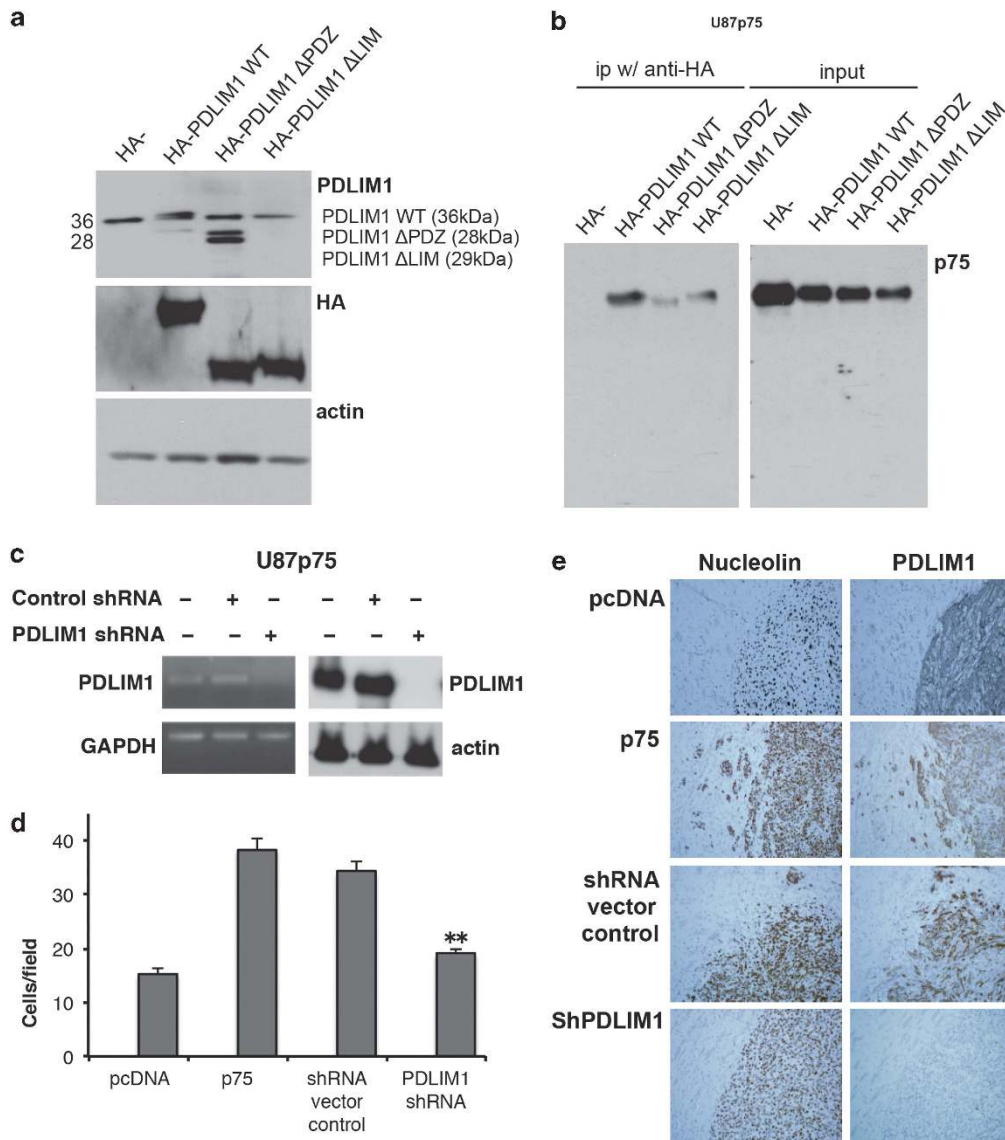 a
HA-
HA-PDLIM1 WT
HA-PDLIM1 ΔPDZ
HA-PDLIM1 ΔLIM
PDLIM1
36
28
PDLIM1 WT (36kDa)
PDLIM1 ΔPDZ (28kDa)
PDLIM1 ΔLIM (29kDa)
HA
actin
b
U87p75
ip w/ anti-HA
input
HA-
HA-PDLIM1 WT
HA-PDLIM1 ΔPDZ
HA-PDLIM1 ΔLIM
HA-
HA-PDLIM1 WT
HA-PDLIM1 ΔPDZ
HA-PDLIM1 ΔLIM
p75
c
U87p75
Control shRNA – + – – + –
PDLIM1 shRNA – – + – – +
PDLIM1 PDLIM1
GAPDH actin
d
Cells/field
40
30
20
10
0
**
pcDNA
p75
shRNA
vector
control
PDLIM1
shRNA
e
Nucleolin PDLIM1
pcDNA
p75
shRNA
vector
control
ShPDLIM1